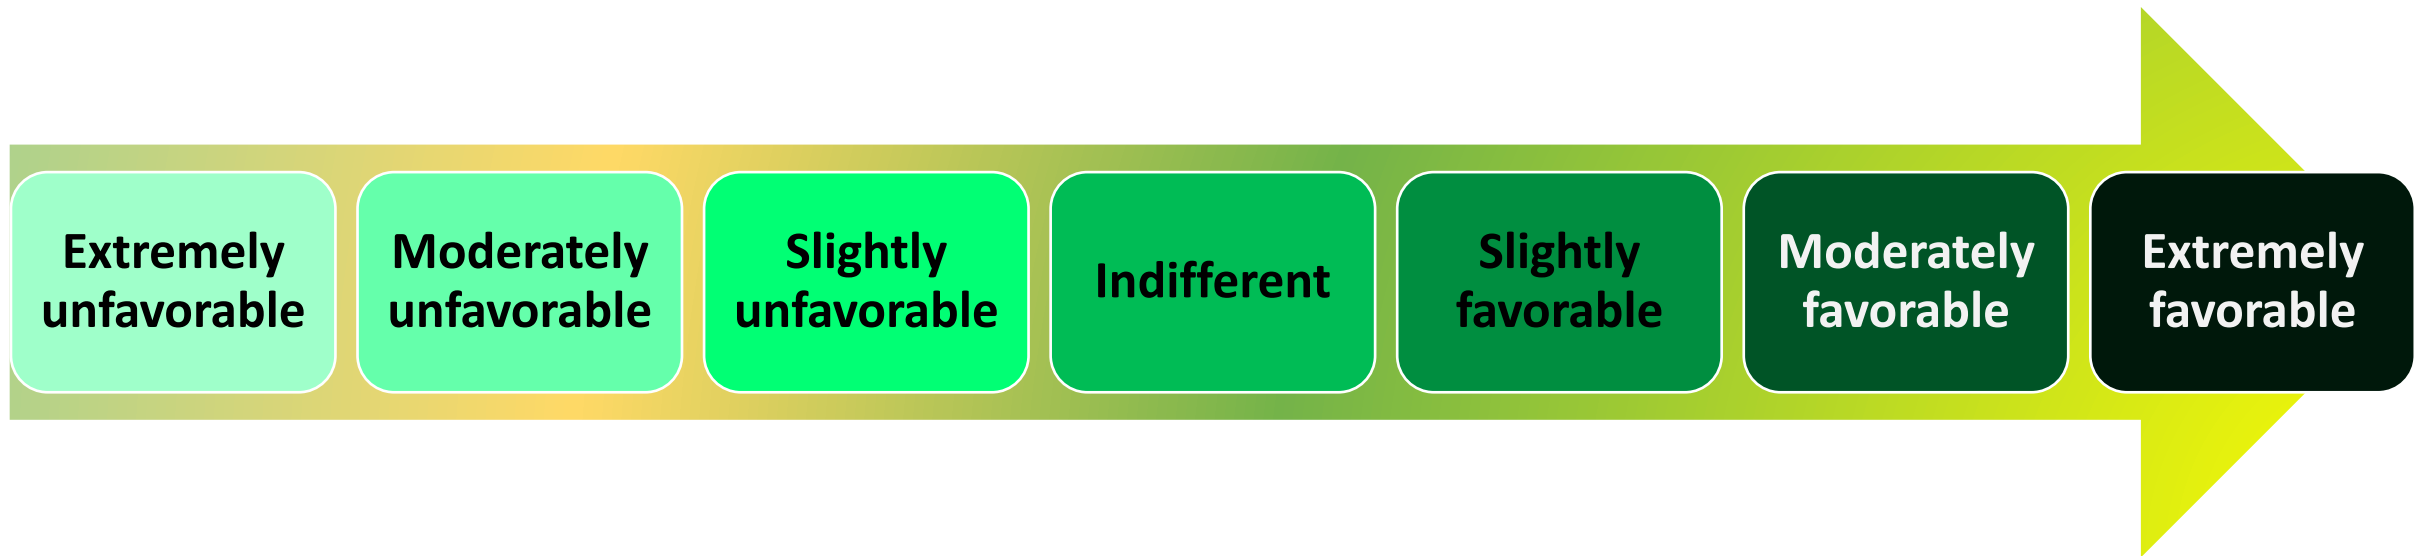 Extremely
unfavorable
Moderately
unfavorable
Slightly
unfavorable
Indifferent
Slightly
favorable
Moderately
favorable
Extremely
favorable